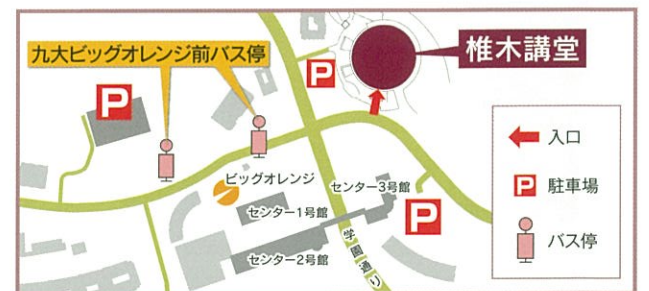 九大ビッグオレンジ前バス停
椎木講堂
P
P
ビッグオレンジ
センター3号館
センター1号館
P
センター2号館
学園通り
入口
P 駐車場
バス停